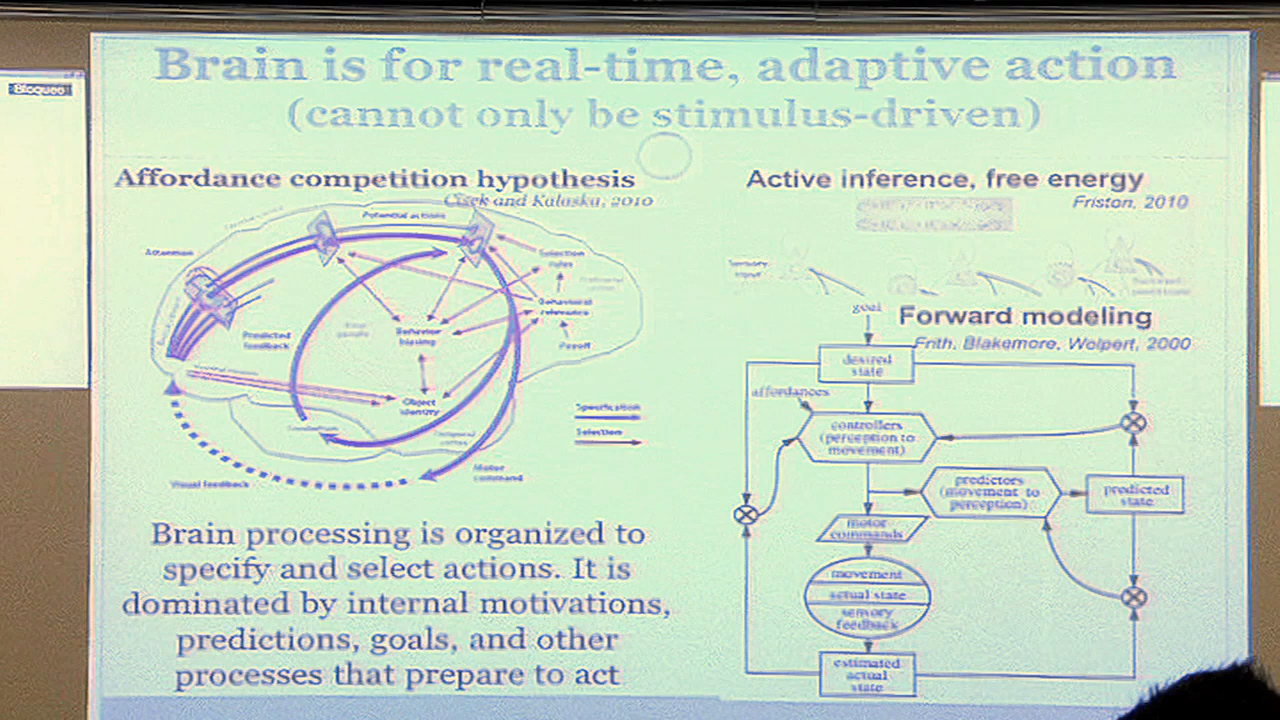 Bloqueo
Brain is for real-time, adaptive action
(cannot only be stimulus-driven)
Affordance competition hypothesis
Cisek and Kalaska, 2010
Potential actions
Attention
Selection
rules
Behavioral
relevance
Predicted
feedback
Behavior
biasing
Payoff
Object
identity
Cerebellum
Specification
Selection
Motor
command
Visual feedback
Brain processing is organized to
specify and select actions. It is
dominated by internal motivations,
predictions, goals, and other
processes that prepare to act
Active inference, free energy
Friston, 2010
Sensory
input
goal
Forward modeling
Frith, Blakemore, Wolpert, 2000
desired
state
affordances
controllers
(perception to
movement)
predictors
(movement to
perception)
predicted
state
motor
commands
movement
actual state
sensory
feedback
estimated
actual
state